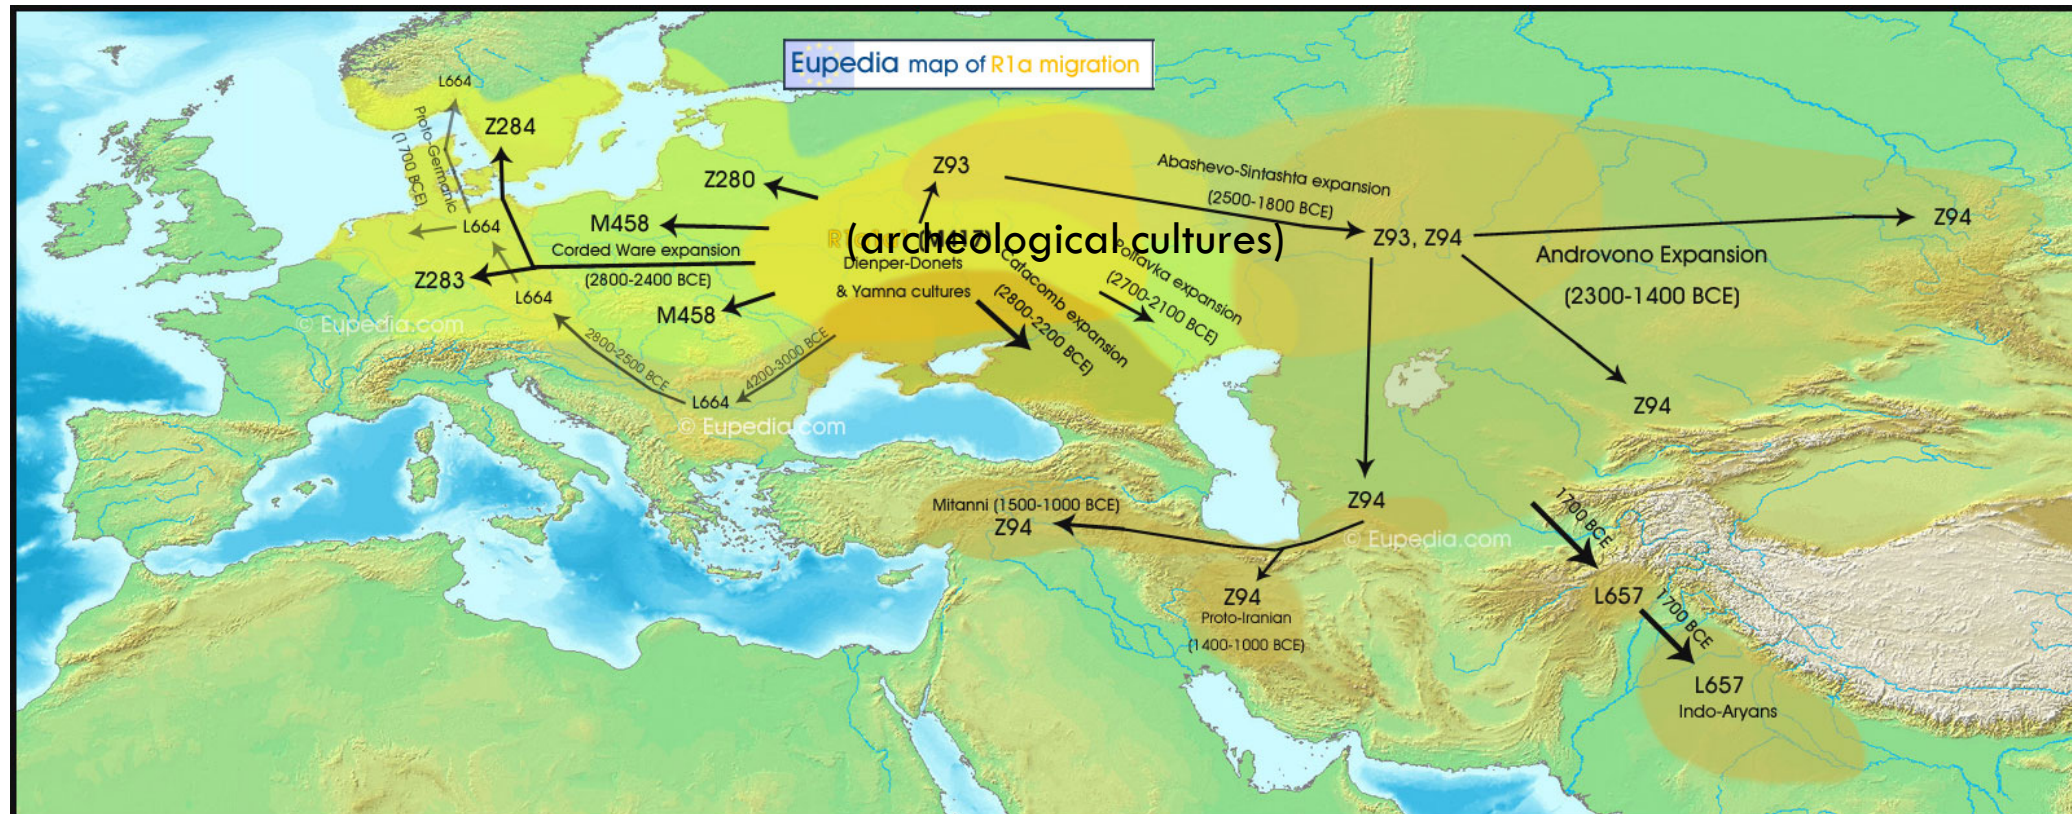 Eupedia map of R1a migration
L664
Z284
Proto-Germanic
(1700 BCE)
Z93
Z280
Abashevo-Sintashta expansion
(2500-1800 BCE)
M458
L664
Z94
Z93, Z94
(M417)
(archeological cultures)
Corded Ware expansion
(2800-2400 BCE)
Dienper-Donets
& Yamna cultures
Catacomb expansion
(2800-2200 BCE)
Poltavka expansion
(2700-2100 BCE)
Androvono Expansion
(2300-1400 BCE)
Z283
L664
M458
© Eupedia.com
2800-2500 BCE
4200-3000 BCE
L664
© Eupedia.com
Z94
Mitanni (1500-1000 BCE)
Z94
Z94
© Eupedia.com
1700 BCE
Z94
Proto-Iranian
(1400-1000 BCE)
L657
1700 BCE
L657
Indo-Aryans